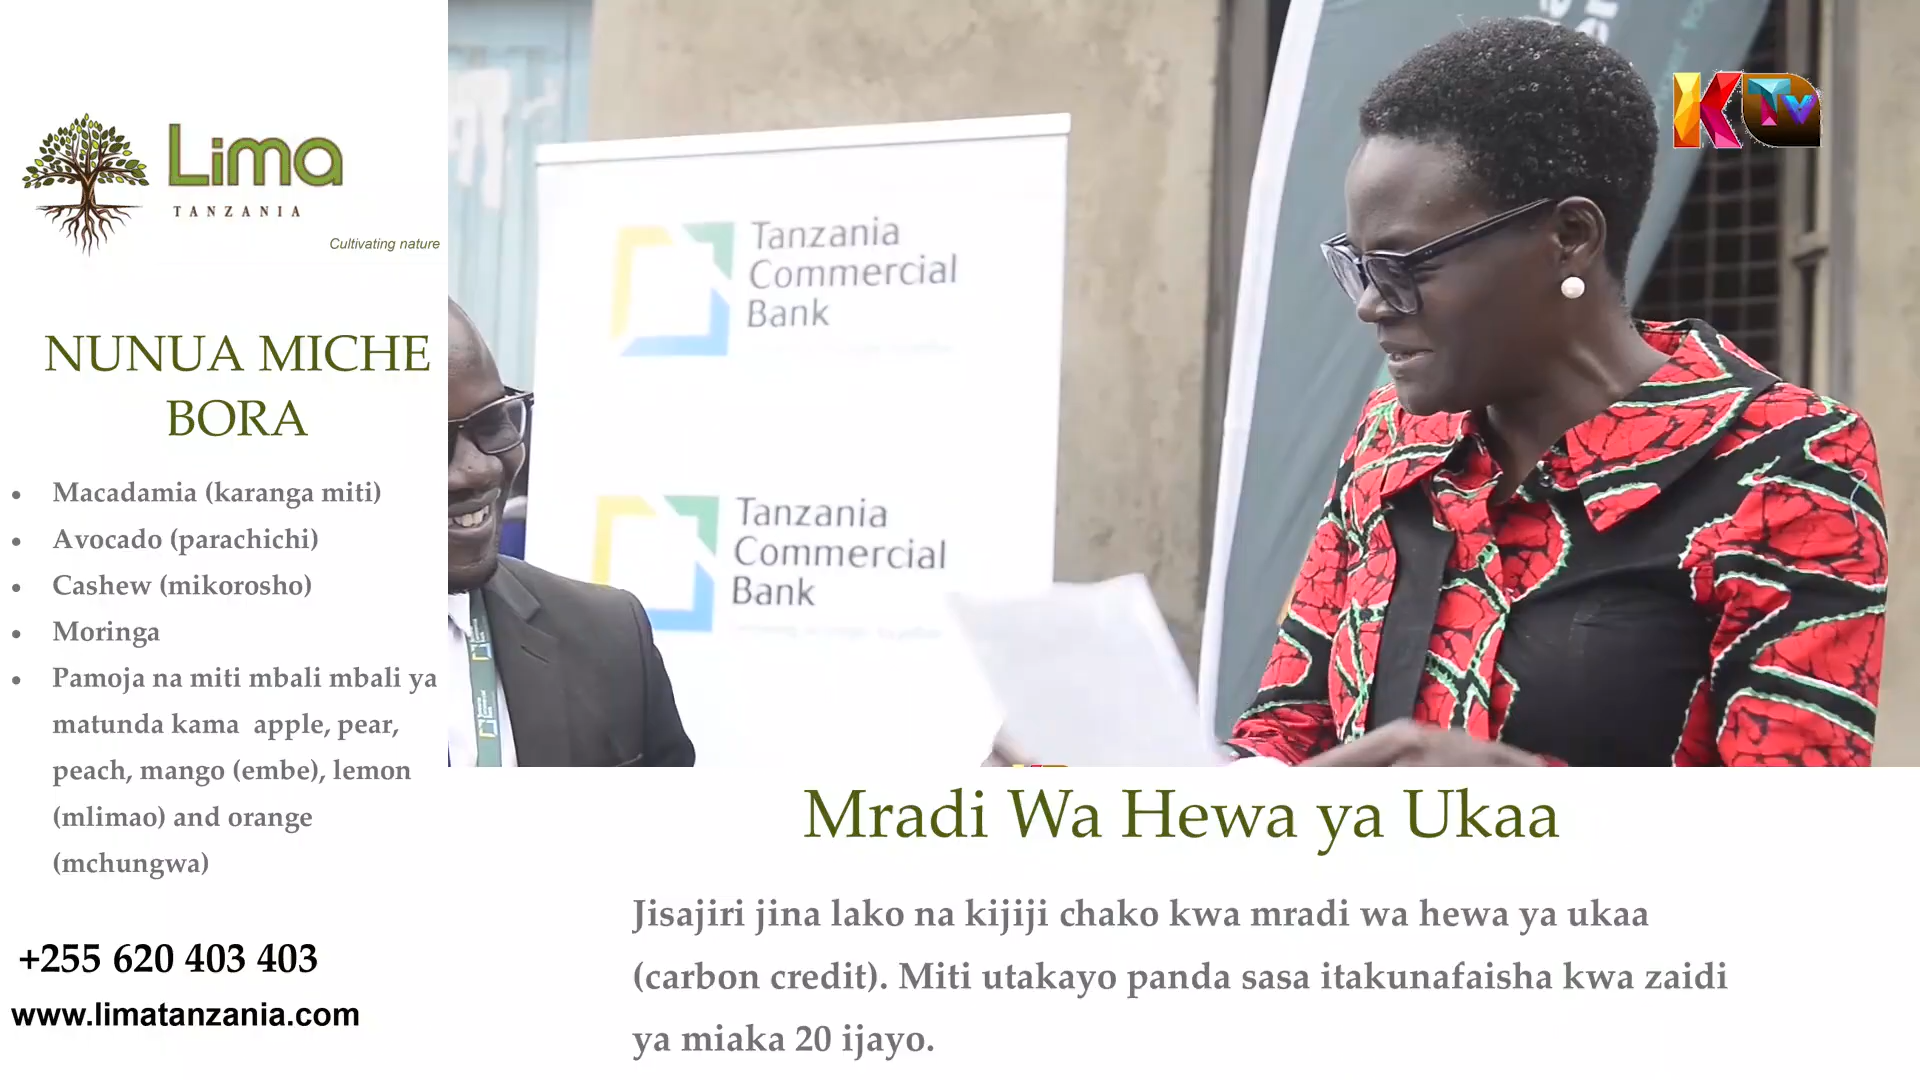 Lima
TANZANIA
Cultivating nature
NUNUA MICHE
BORA
Macadamia (karanga miti)
Avocado (parachichi)
Cashew (mikorosho)
Moringa
Pamoja na miti mbali mbali ya
matunda kama apple, pear,
peach, mango (embe), lemon
(mlimao) and orange
(mchungwa)
+255 620 403 403
www.limatanzania.com
Tanzania
Commercial
Bank
Tanzania
Commercial
Bank
KTv
Mradi Wa Hewa ya Ukaa
Jisajiri jina lako na kijiji chako kwa mradi wa hewa ya ukaa
(carbon credit). Miti utakayo panda sasa itakunafaisha kwa zaidi
ya miaka 20 ijayo.